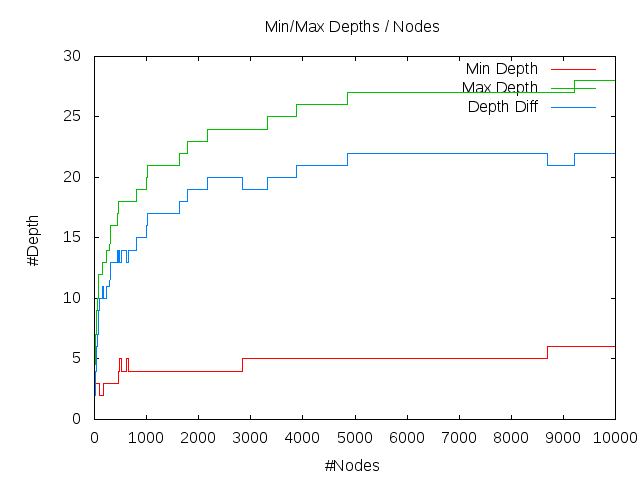 Min/Max Depths / Nodes
30
25
20
15
10
5
0
#Depth
Min Depth
Max Depth
Depth Diff
0 1000 2000 3000 4000 5000 6000 7000 8000 9000 10000
#Nodes